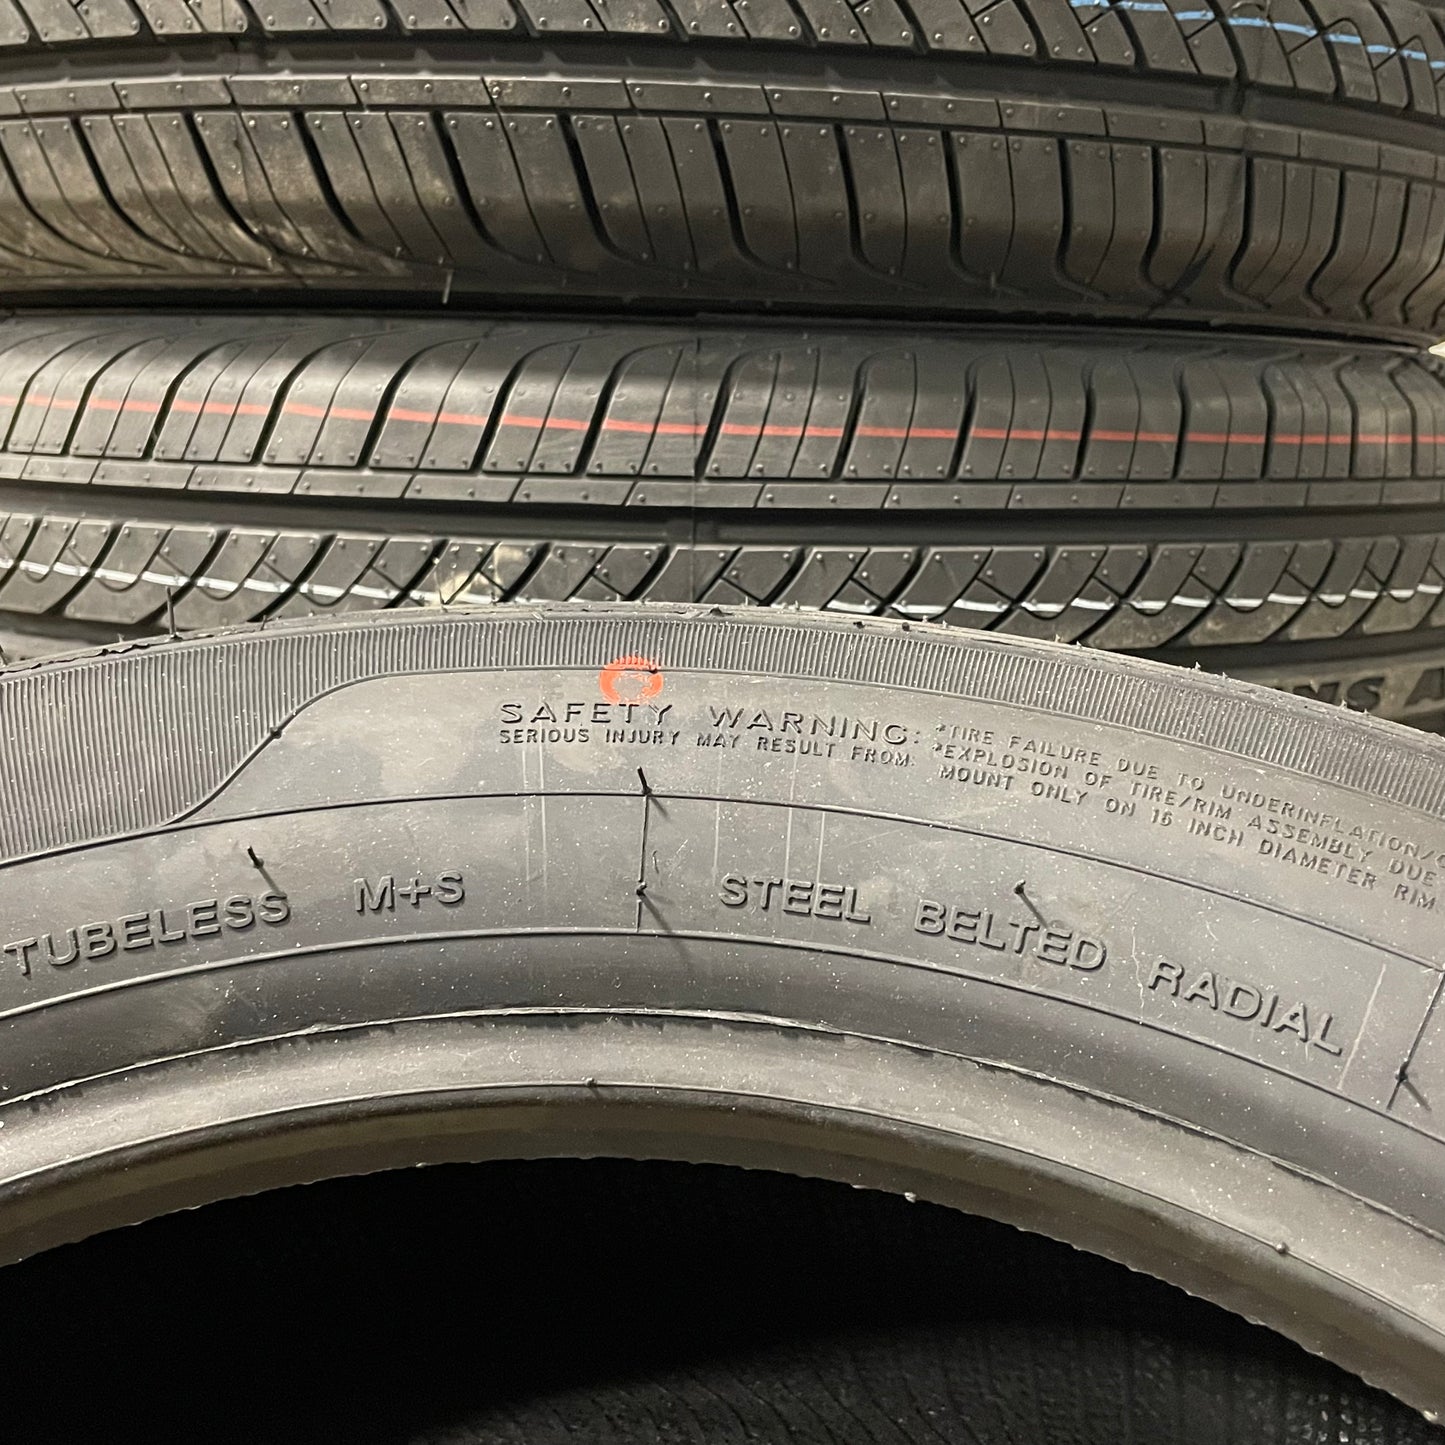 NS A
SAFETY WARNING: *TIRE FAILURE DUE TO UNDERINFLATION/
SERIOUS INJURY MAY RESULT FROM: *EXPLOSION OF TIRE/RIM ASSEMBLY DUE
MOUNT ONLY ON 16 INCH DIAMETER RIM
TUBELESS M+S STEEL BELTED RADIAL